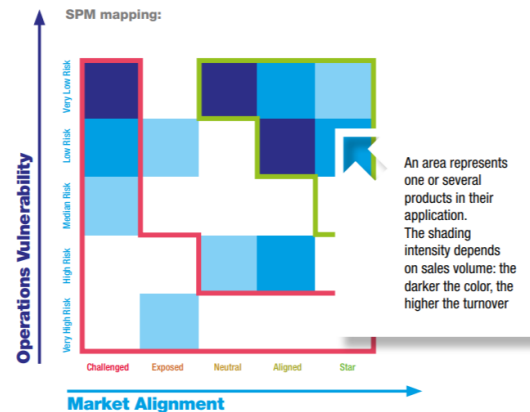 SPM mapping:
Operations Vulnerability
Very Low Risk
Low Risk
Median Risk
High Risk
Very High Risk
An area represents
one or several
products in their
application.
The shading
intensity depends
on sales volume: the
darker the color, the
higher the turnover
Challenged
Exposed
Neutral
Aligned
Star
Market Alignment